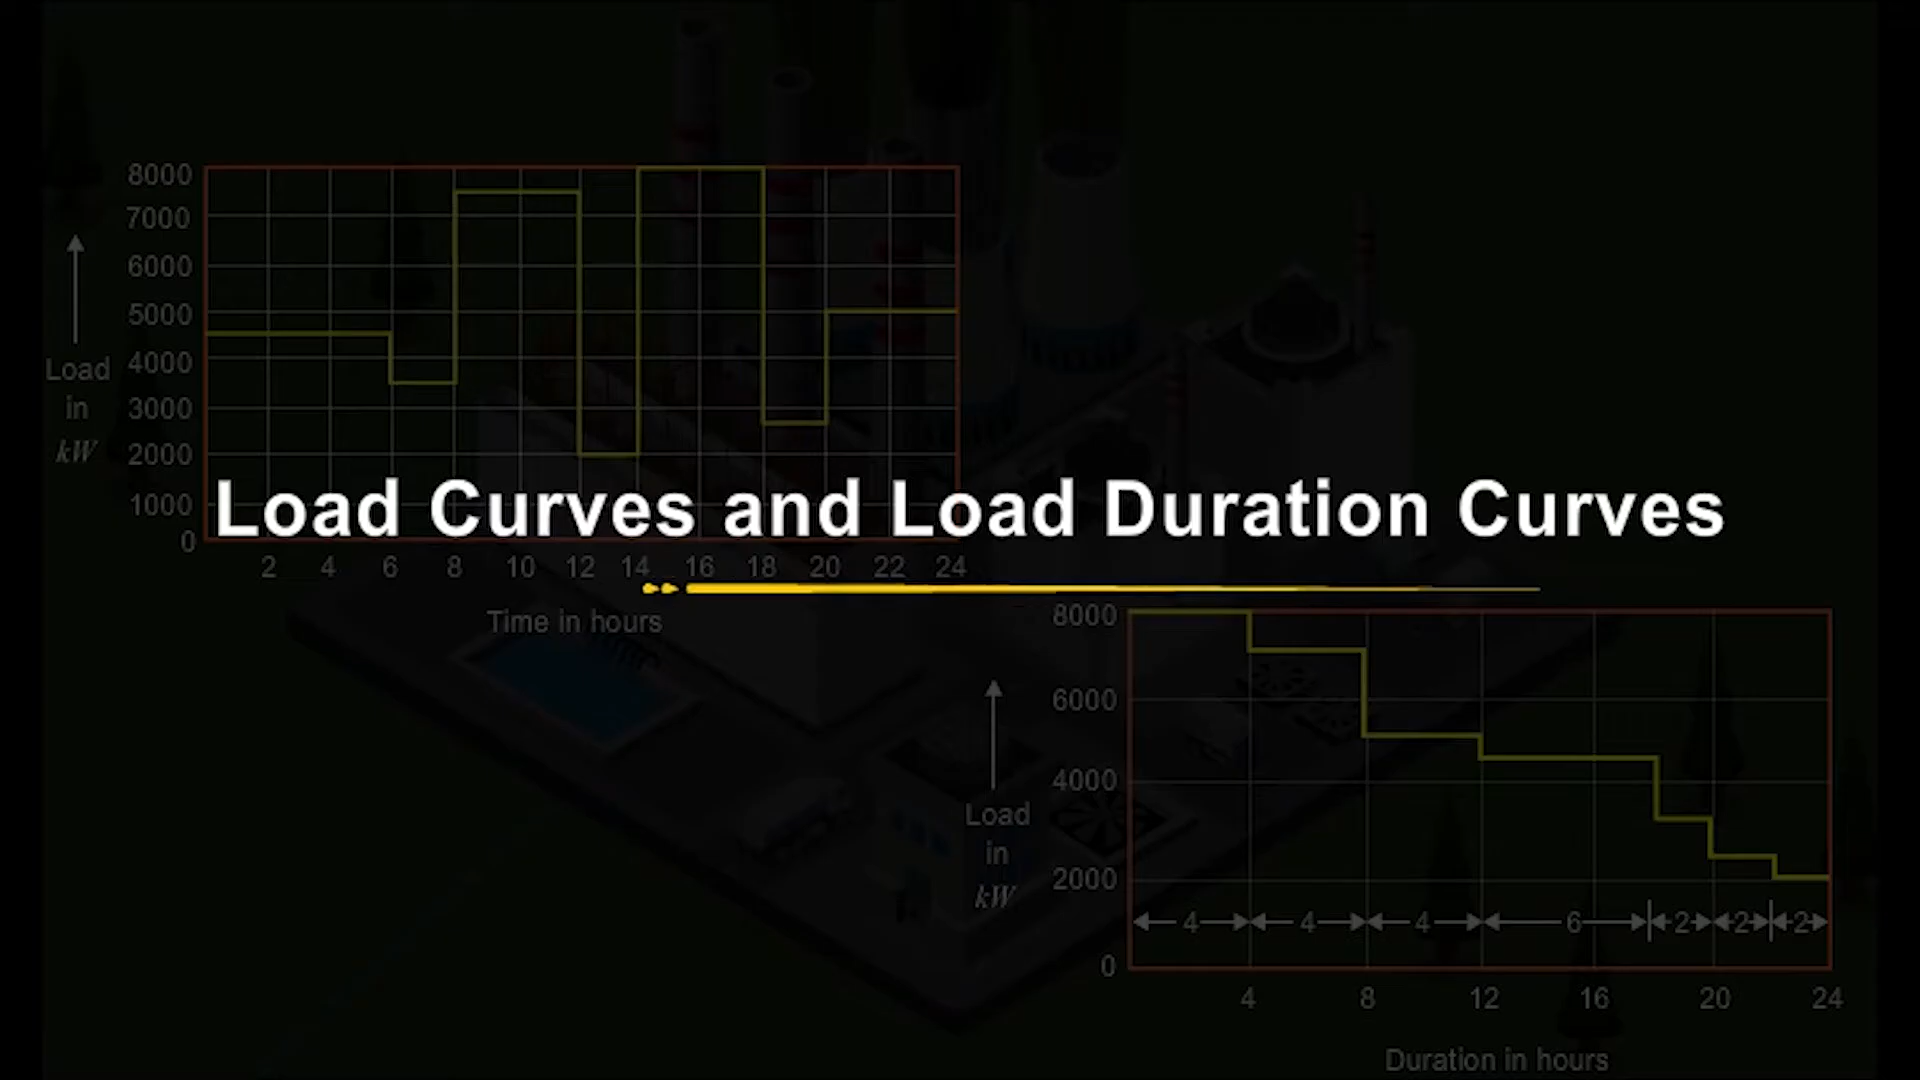 8000
7000
6000
5000
4000
3000
2000
1000
0
Load
in
kW
2 4 6 8 10 12 14 16 18 20 22 24
Time in hours
Load Curves and Load Duration Curves
8000
6000
4000
2000
0
Load
in
kW
4 4 4 6 2 2 2
4 8 12 16 20 24
Duration in hours